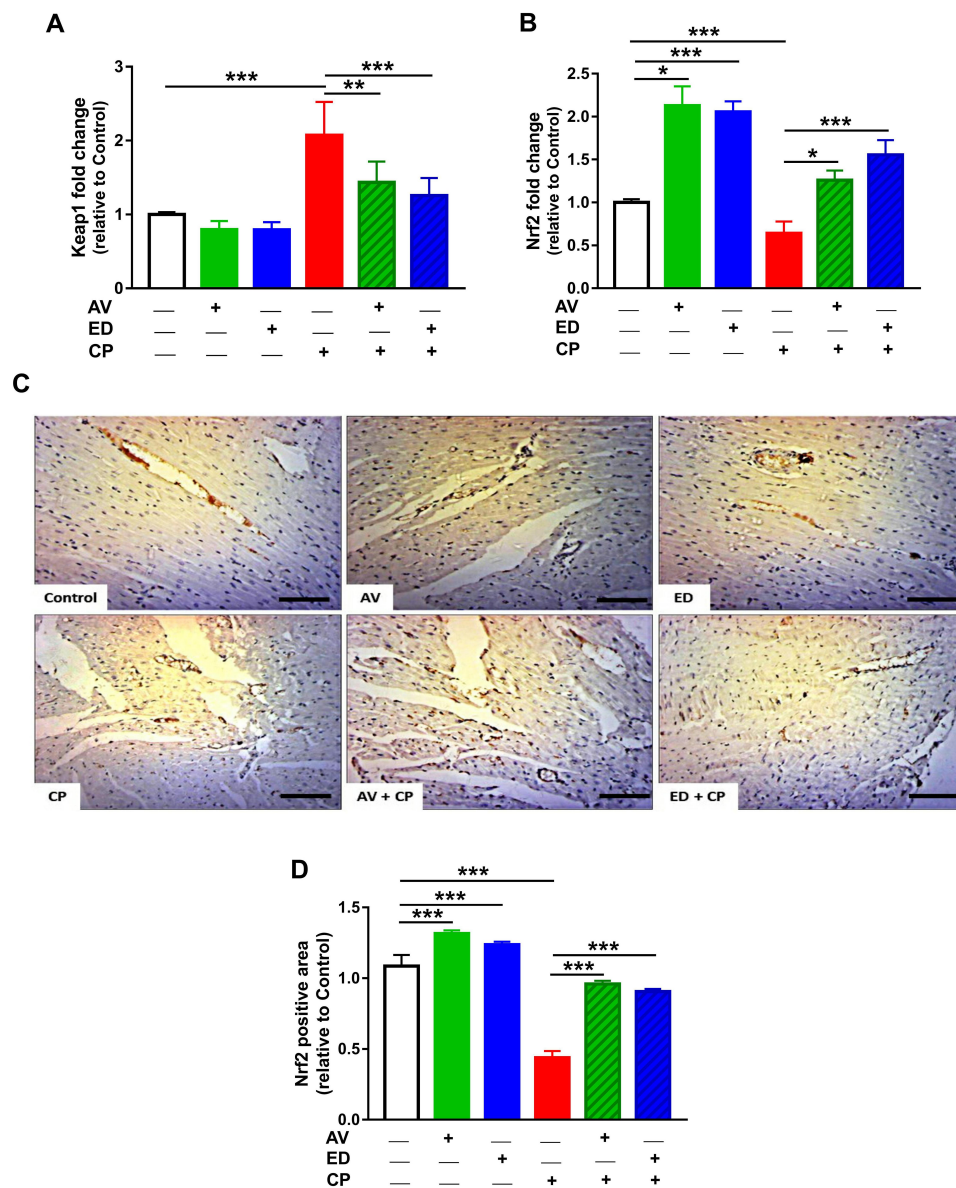 A
Keap1 fold change
(relative to Control)
3
2
1
0
***
***
**
AV — + — — + —
ED — — + — — +
CP — — — + + +
B
Nrf2 fold change
(relative to Control)
2.5
2.0
1.5
1.0
0.5
0.0
***
***
*
***
*
AV — + — — + —
ED — — + — — +
CP — — — + + +
C
Control
AV
ED
CP
AV + CP
ED + CP
D
Nrf2 positive area
(relative to Control)
1.5
1.0
0.5
0.0
***
***
***
***
***
AV — + — — + —
ED — — + — — +
CP — — — + + +